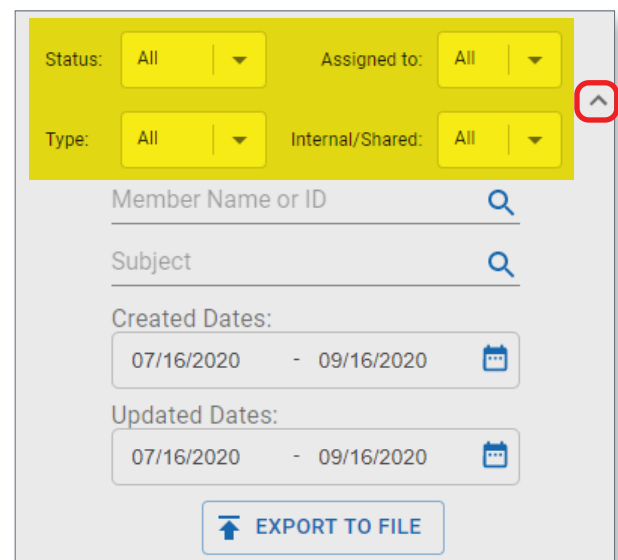 Status: All Assigned to: All
Type: All Internal/Shared: All
Member Name or ID
Subject
Created Dates:
07/16/2020 - 09/16/2020
Updated Dates:
07/16/2020 - 09/16/2020
EXPORT TO FILE